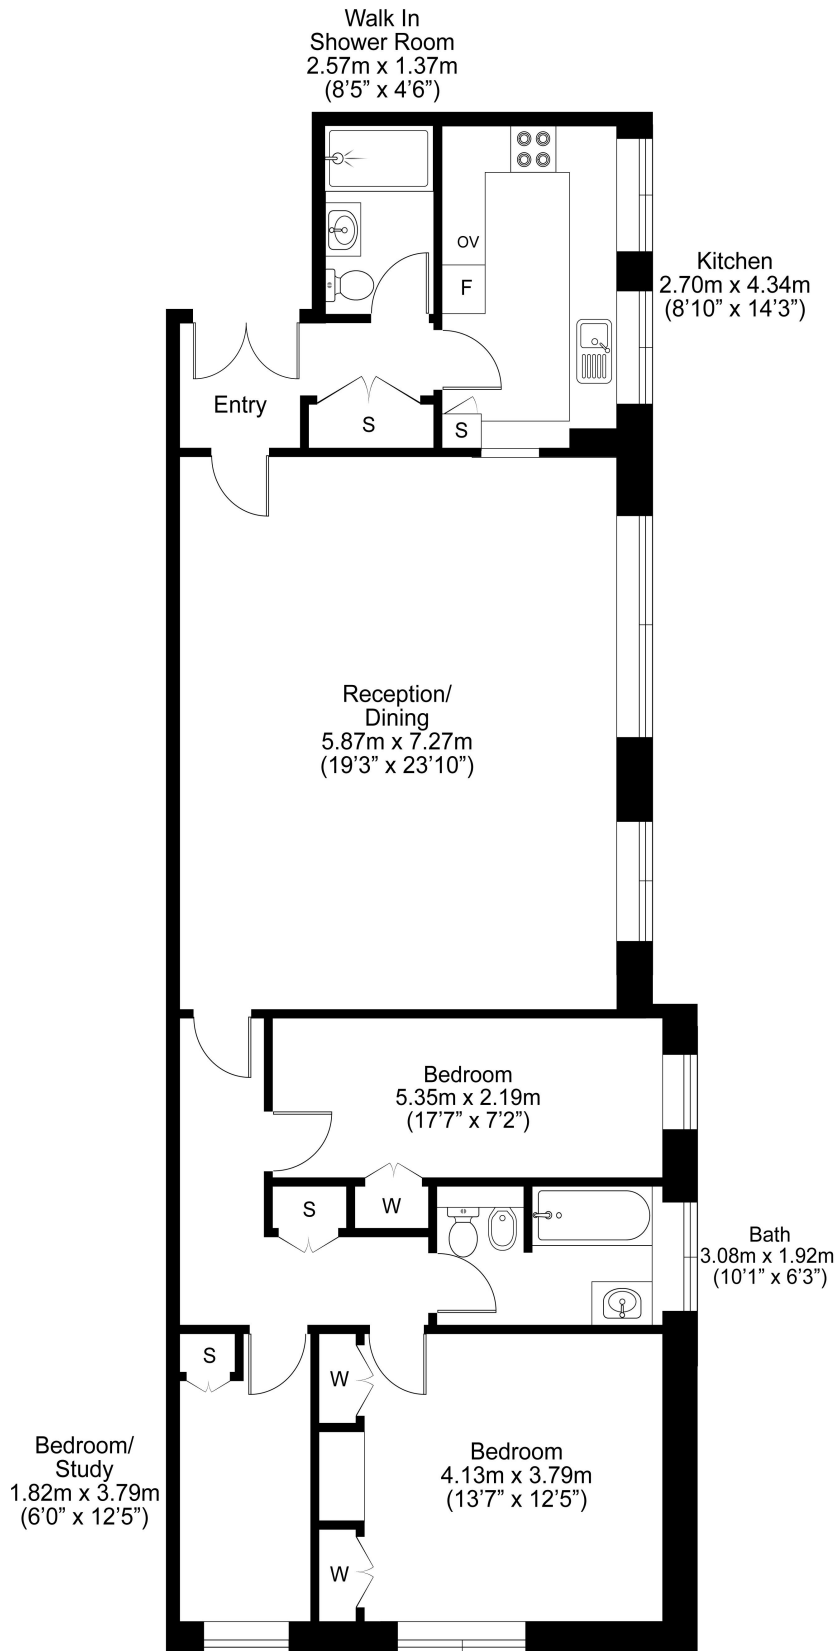 Walk In
Shower Room
2.57m x 1.37m
(8’5” x 4’6”)
OV
F
Kitchen
2.70m x 4.34m
(8’10” x 14’3”)
Entry
S
S
Reception/
Dining
5.87m x 7.27m
(19’3” x 23’10”)
Bedroom
5.35m x 2.19m
(17’7” x 7’2”)
S
W
Bath
3.08m x 1.92m
(10’1” x 6’3”)
S
W
Bedroom/
Study
1.82m x 3.79m
(6’0” x 12’5”)
Bedroom
4.13m x 3.79m
(13’7” x 12’5”)
W